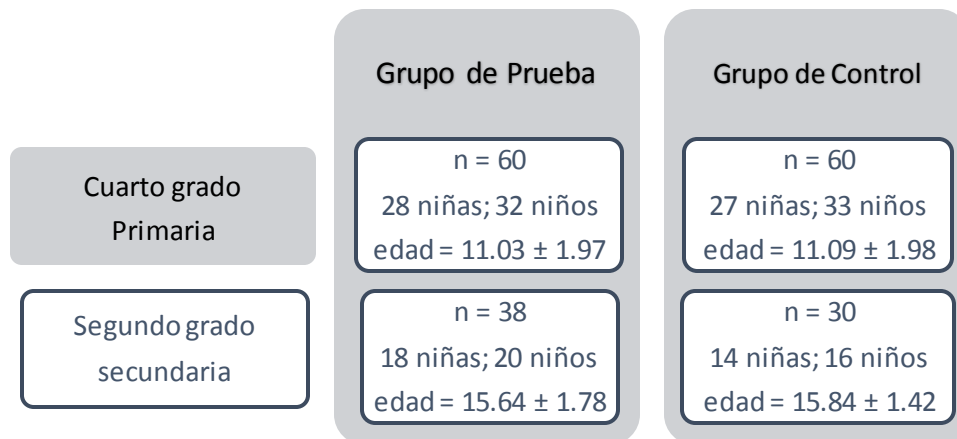 Grupo de Prueba
Grupo de Control
Cuarto grado
Primaria
n = 60
28 niñas; 32 niños
edad = 11.03 ± 1.97
n = 60
27 niñas; 33 niños
edad = 11.09 ± 1.98
Segundo grado
secundaria
n = 38
18 niñas; 20 niños
edad = 15.64 ± 1.78
n = 30
14 niñas; 16 niños
edad = 15.84 ± 1.42